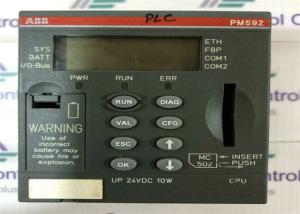 PLC
ABB
PM592
SYS
BATT
I/O-Bus
ETH
FBP
COM1
COM2
PWR
RUN
ERR
RUN
DIAG
VAL
CFG
ESC
OK
WARNING
Use of
incorrect
battery may
cause fire or
explosion.
MC
502
INSERT
PUSH
UP 24VDC 10W
CPU